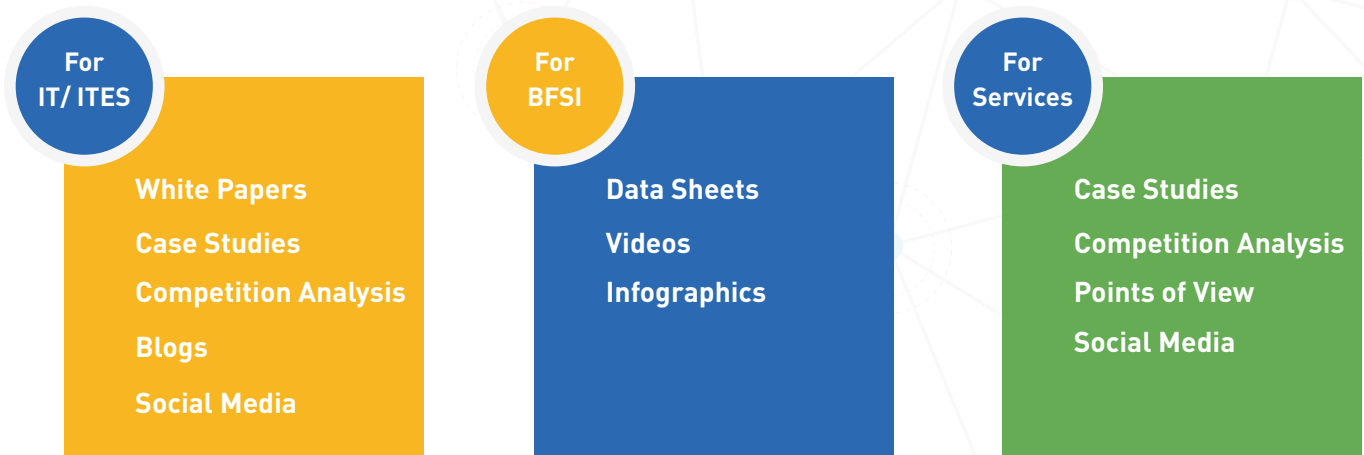 For
IT/ ITES
White Papers
Case Studies
Competition Analysis
Blogs
Social Media
For
BFSI
Data Sheets
Videos
Infographics
For
Services
Case Studies
Competition Analysis
Points of View
Social Media